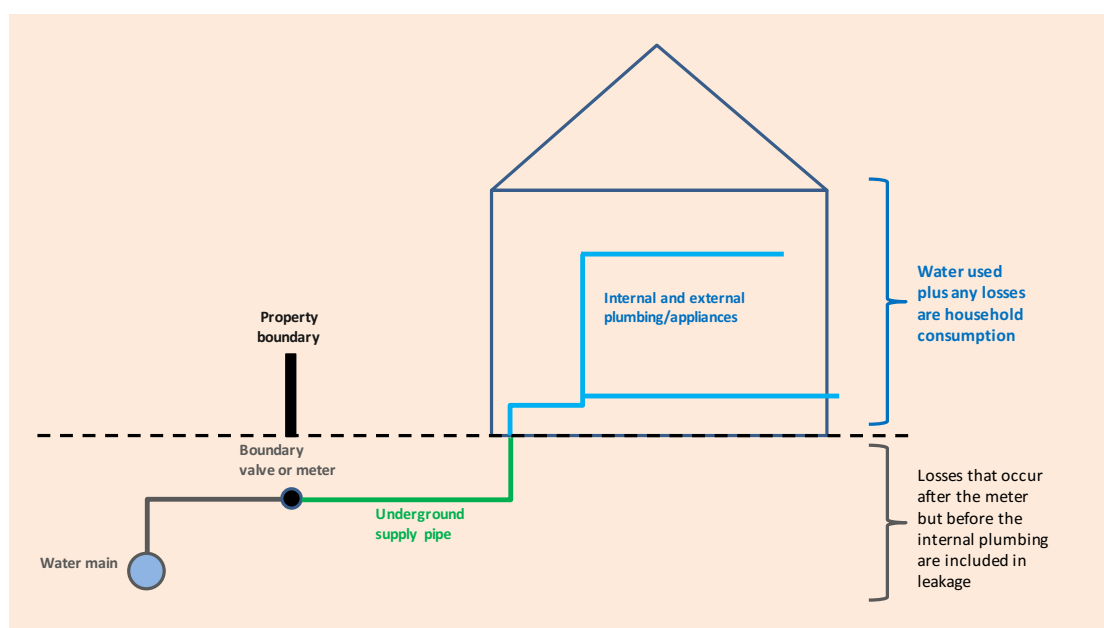 Property
boundary
Internal and external
plumbing/appliances
Water used
plus any losses
are household
consumption
Boundary
valve or meter
Underground
supply pipe
Water main
Losses that occur
after the meter
but before the
internal plumbing
are included in
leakage